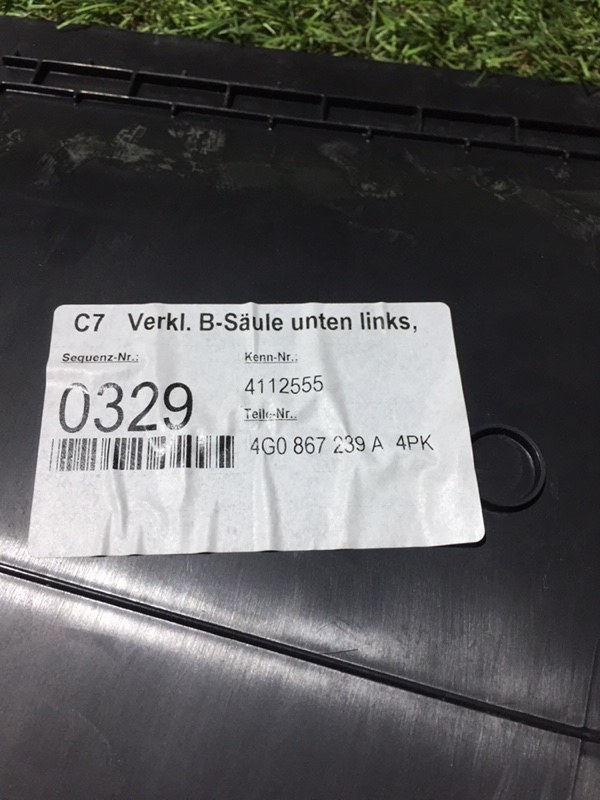 C7 Verkl. B-Säule unten links,
Sequenz-Nr.:
Kenn-Nr.:
0329
4112555
Teile-Nr.:
4G0 867 239 A 4PK